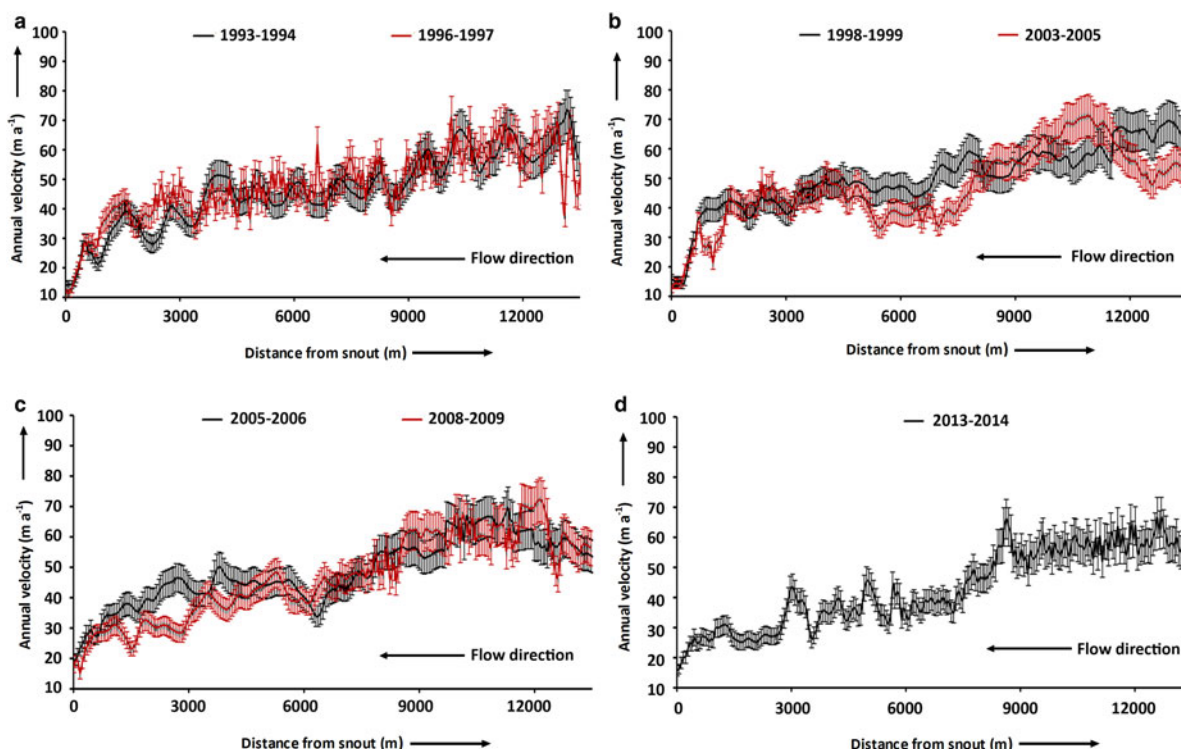 a
1993-1994 1996-1997
100
90
80
70
60
50
40
30
20
10
Annual velocity (m a⁻¹)
Flow direction
0 3000 6000 9000 12000
Distance from snout (m)
b
1998-1999 2003-2005
100
90
80
70
60
50
40
30
20
10
Annual velocity (m a⁻¹)
Flow direction
0 3000 6000 9000 12000
Distance from snout (m)
c
2005-2006 2008-2009
100
90
80
70
60
50
40
30
20
10
Annual velocity (m a⁻¹)
Flow direction
0 3000 6000 9000 12000
Distance from snout (m)
d
2013-2014
100
90
80
70
60
50
40
30
20
10
Annual velocity (m a⁻¹)
Flow direction
0 3000 6000 9000 12000
Distance from snout (m)